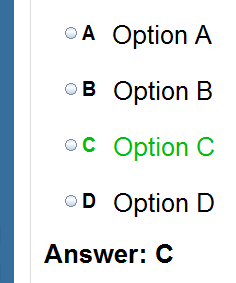 A Option A
B Option B
C Option C
D Option D
Answer: C